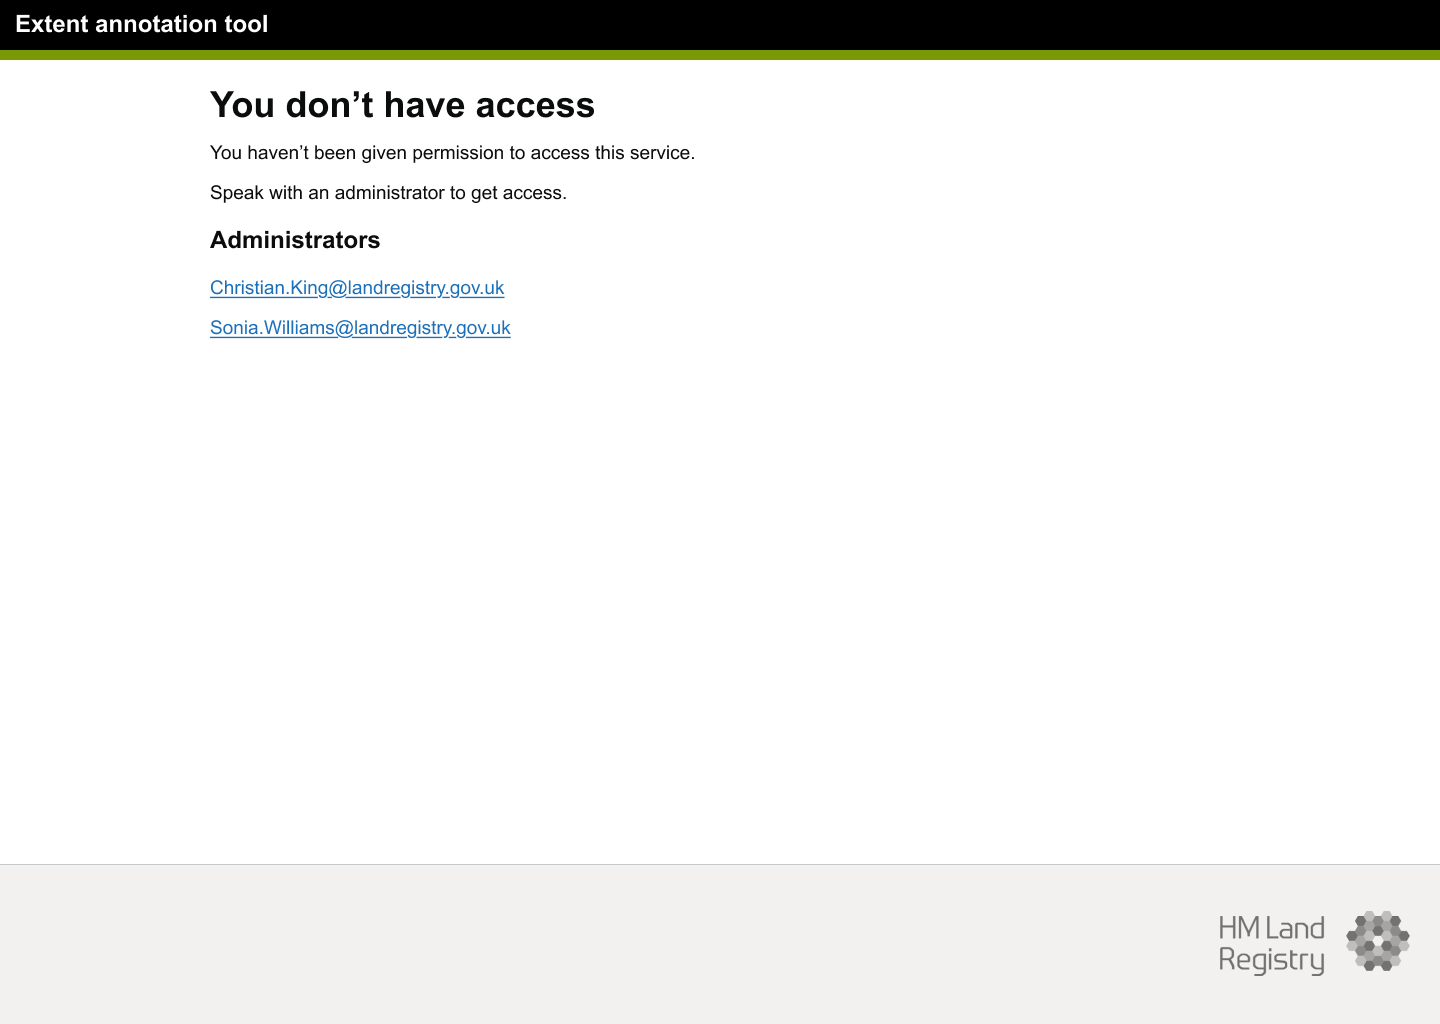 Extent annotation tool
You don’t have access
You haven’t been given permission to access this service.
Speak with an administrator to get access.
Administrators
Christian.King@landregistry.gov.uk
Sonia.Williams@landregistry.gov.uk
HM Land
Registry